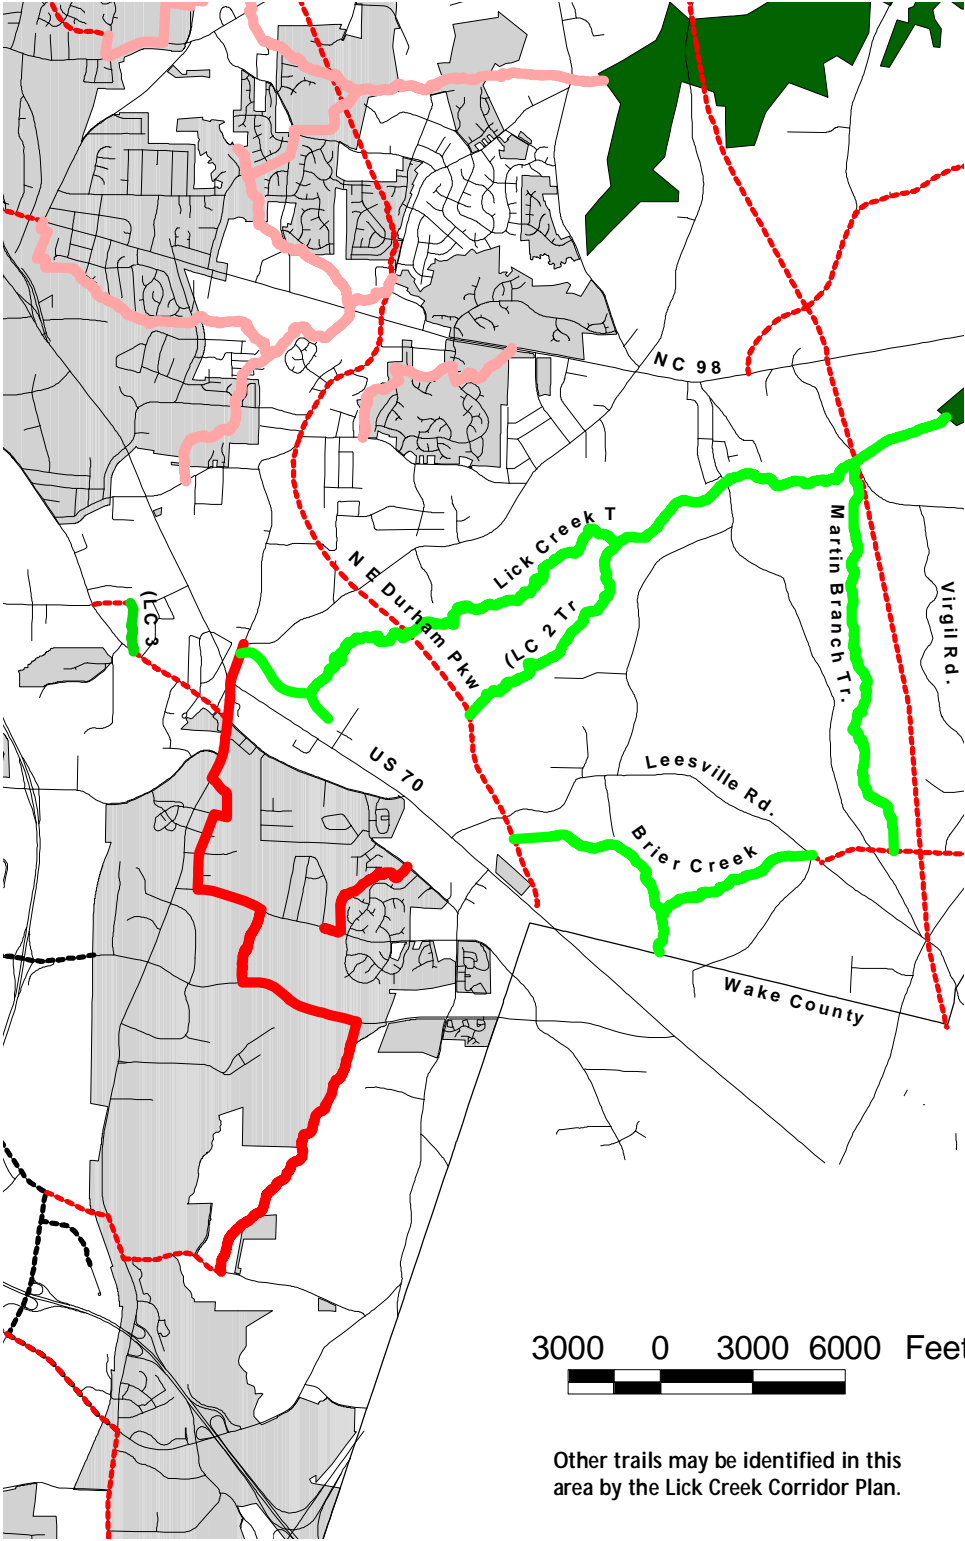 NC 98
Lick Creek T
N E Durham Pkw
(LC 2 Tr
(LC 3
Martin Branch Tr.
Virgil Rd.
US 70
Leesville Rd.
Brier Creek
Wake County
3000 0 3000 6000 Feet
Other trails may be identified in this
area by the Lick Creek Corridor Plan.